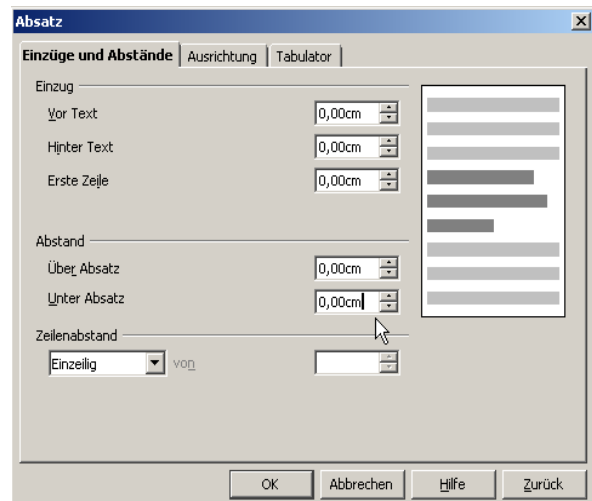 Absatz
Einzüge und Abstände Ausrichtung Tabulator
Einzug
Vor Text 0,00cm
Hinter Text 0,00cm
Erste Zeile 0,00cm
Abstand
Über Absatz 0,00cm
Unter Absatz 0,00cm
Zeilenabstand
Einzeilig von
OK Abbrechen Hilfe Zurück